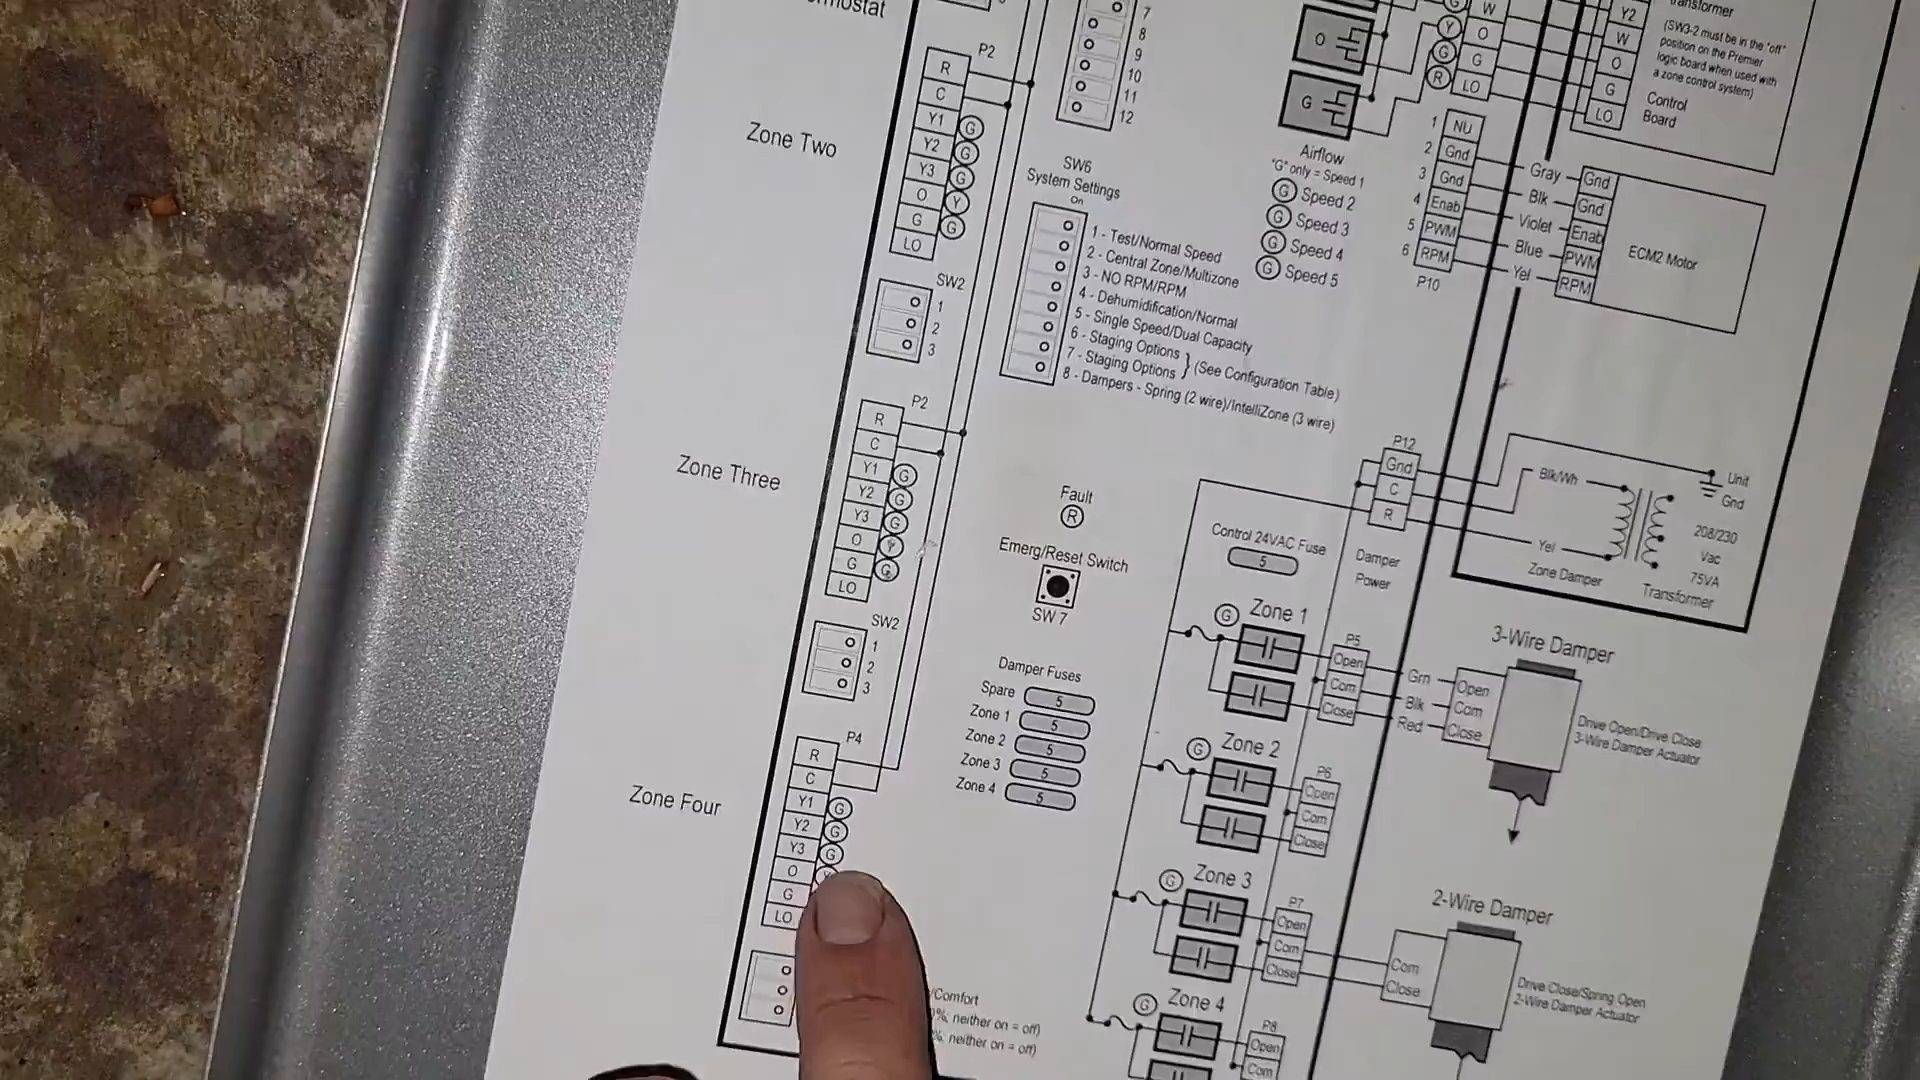 Zone Two
P2
R
C
Y1
Y2
Y3
O
G
LO
G
G
G
Y
G
SW2
1
2
3
Zone Three
P2
R
C
Y1
Y2
Y3
O
G
LO
G
G
G
Y
G
SW2
1
2
3
Zone Four
P4
R
C
Y1
Y2
Y3
O
G
LO
G
G
G
/Comfort
neither on = off)
neither on = off)
7
8
9
10
11
12
SW6
System Settings
On
1 - Test/Normal Speed
2 - Central Zone/Multizone
3 - NO RPM/RPM
4 - Dehumidification/Normal
5 - Single Speed/Dual Capacity
6 - Staging Options
7 - Staging Options
(See Configuration Table)
8 - Dampers - Spring (2 wire)/IntelliZone (3 wire)
Fault
R
Emerg/Reset Switch
SW7
Damper Fuses
Spare 5
Zone 1 5
Zone 2 5
Zone 3 5
Zone 4 5
O
G
Airflow
"G" only = Speed 1
G Speed 2
G Speed 3
G Speed 4
G Speed 5
Y
G
R
W
O
G
LO
1 NU
2 Gnd
3 Gnd
4 Enab
5 PWM
6 RPM
P10
Y2
W
O
G
LO
transformer
(SW3-2 must be in the "off"
position on the Premier
logic board when used with
a zone control system)
Control
Board
Gray Gnd
Blk Gnd
Violet Enab
Blue PWM
Yel RPM
ECM2 Motor
P12
Gnd
C
R
Damper
Power
Blk/Wh
Yel
Zone Damper
Transformer
Unit
Gnd
208/230
Vac
75VA
Control 24VAC Fuse
5
G Zone 1
P5
Open
Com
Close
Grn Open
Blk Com
Red Close
3-Wire Damper
Drive Open/Drive Close
3-Wire Damper Actuator
G Zone 2
P6
Open
Com
Close
G Zone 3
P7
Open
Com
Close
2-Wire Damper
Com
Close
Drive Close/Spring Open
2-Wire Damper Actuator
G Zone 4
P8
Open
Com